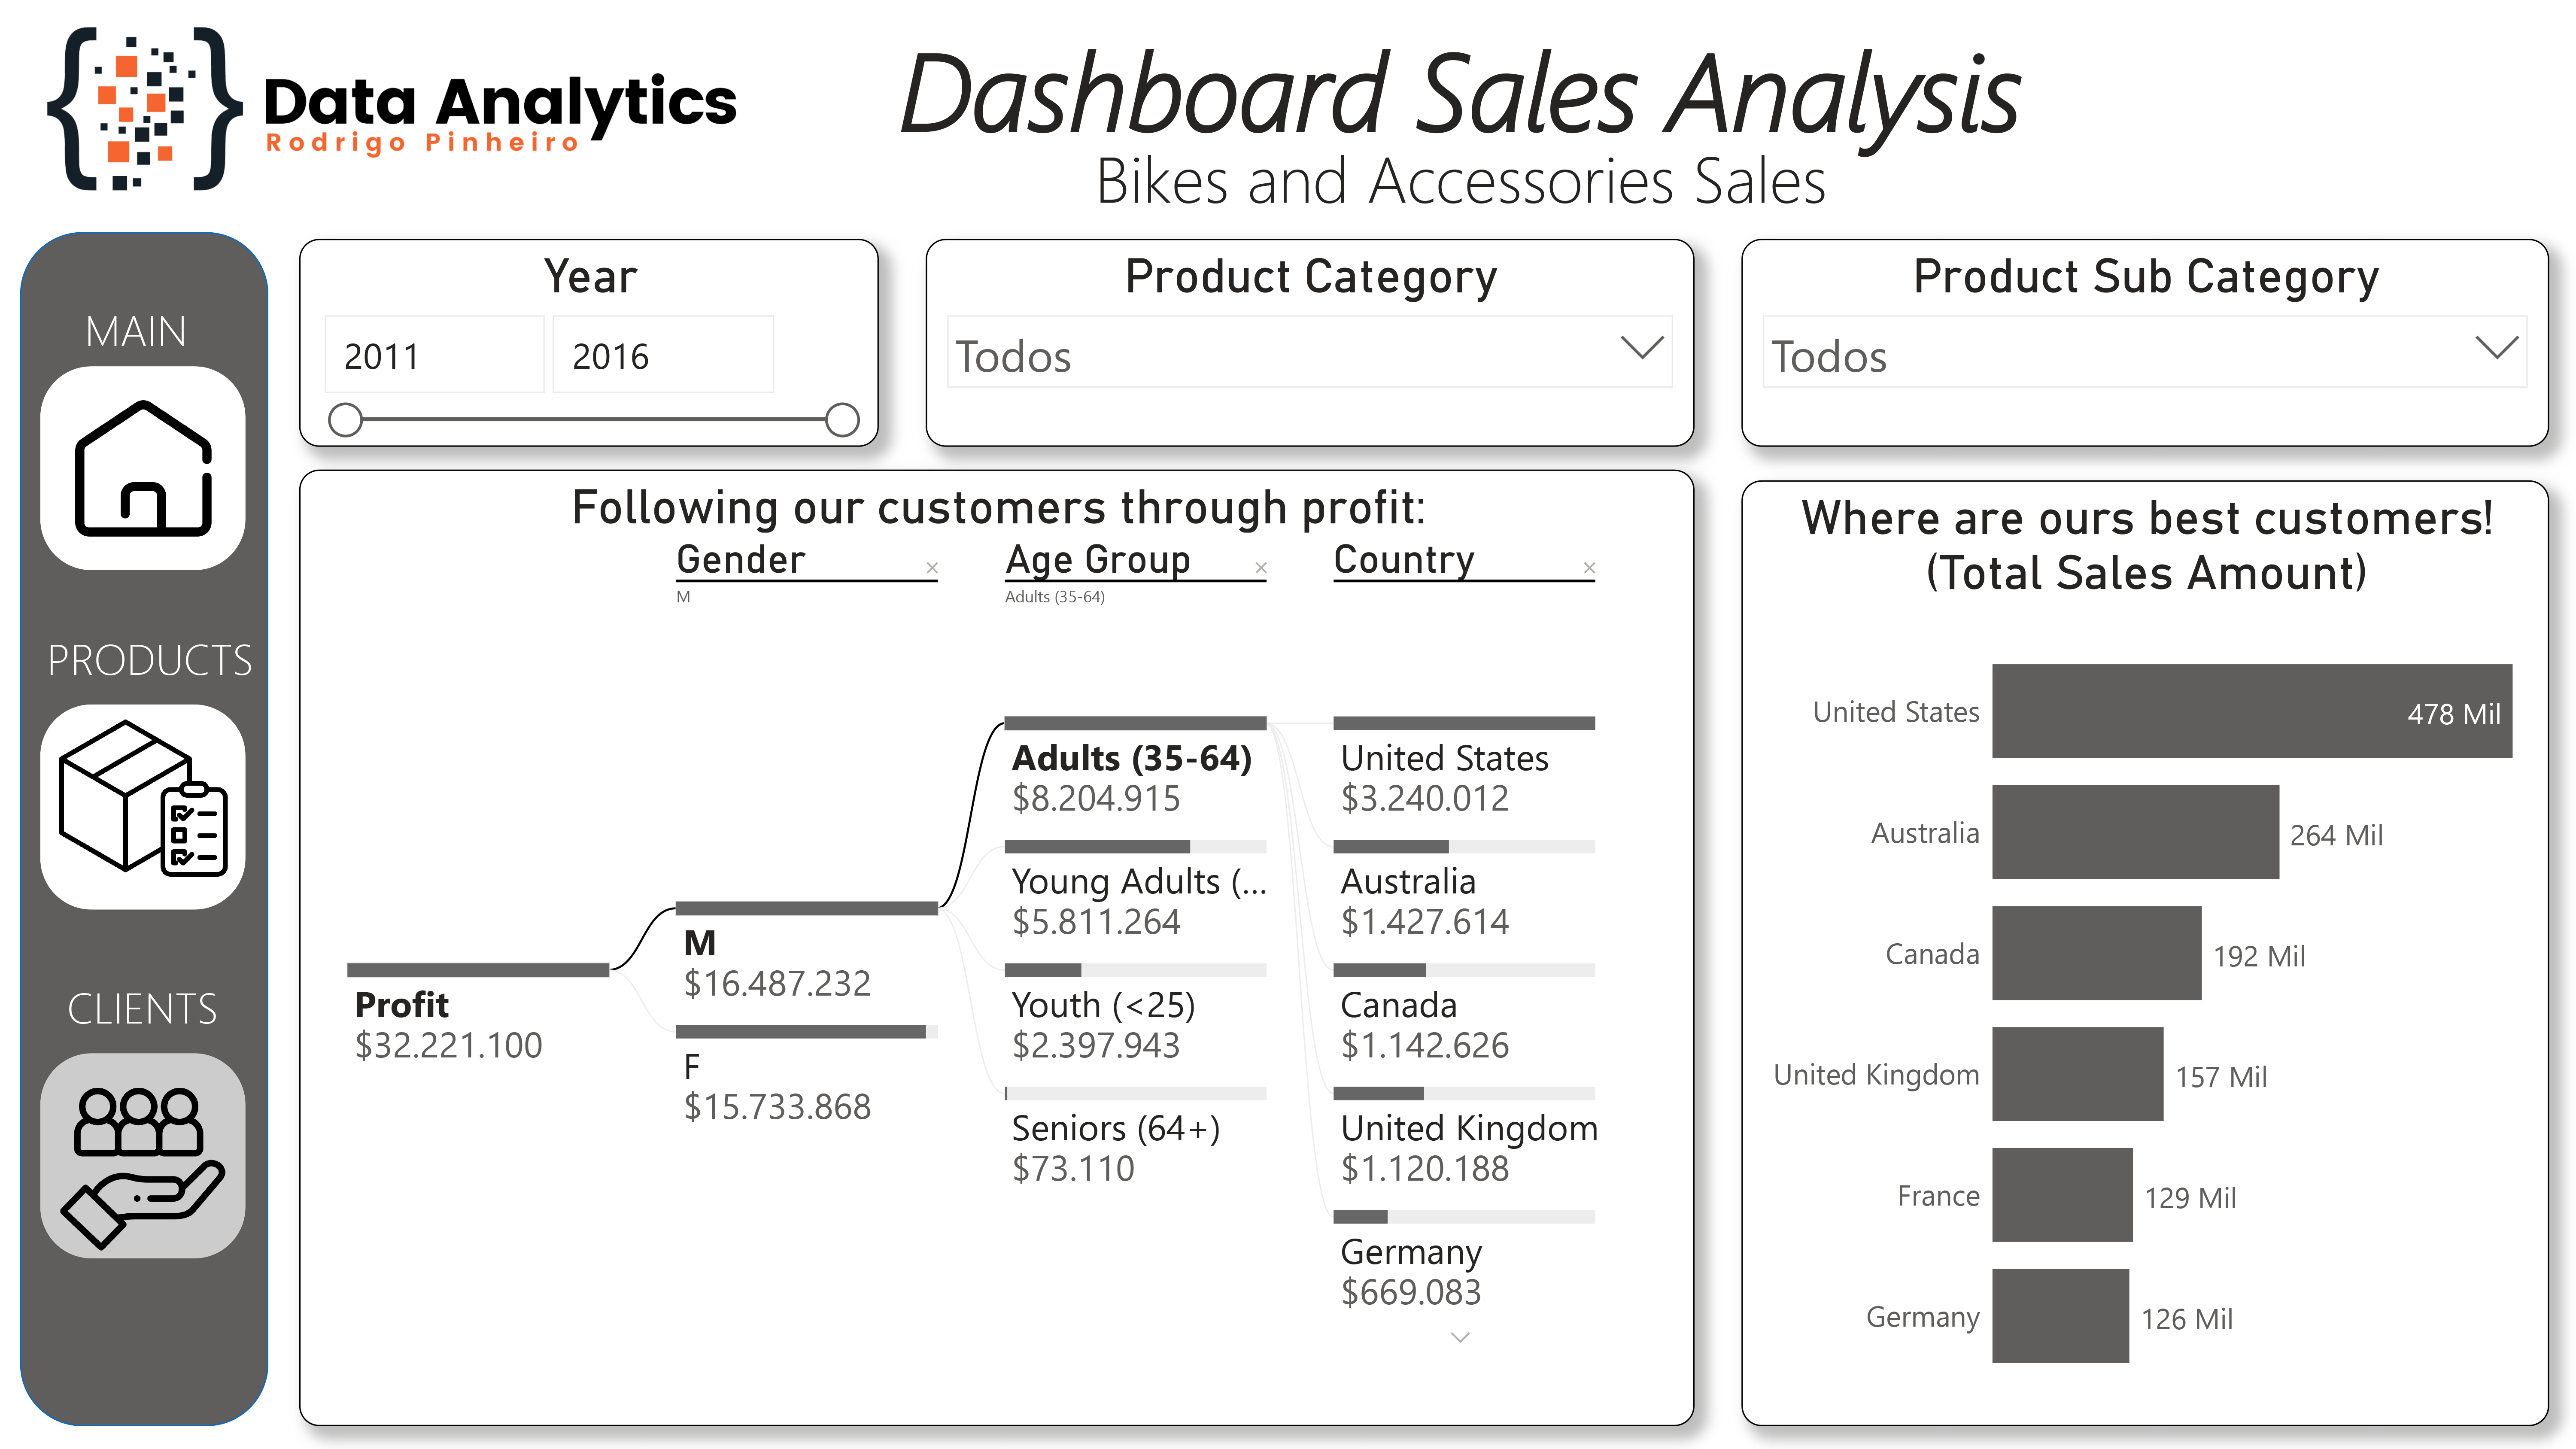 Data Analytics
Rodrigo Pinheiro
Dashboard Sales Analysis
Bikes and Accessories Sales
MAIN
PRODUCTS
CLIENTS
Year
2011 2016
Product Category
Todos
Product Sub Category
Todos
Following our customers through profit:
Gender × Age Group × Country ×
M Adults (35-64)
Profit
$32.221.100
M
$16.487.232
F
$15.733.868
Adults (35-64)
$8.204.915
Young Adults (...
$5.811.264
Youth (<25)
$2.397.943
Seniors (64+)
$73.110
United States
$3.240.012
Australia
$1.427.614
Canada
$1.142.626
United Kingdom
$1.120.188
Germany
$669.083
Where are ours best customers!
(Total Sales Amount)
United States 478 Mil
Australia 264 Mil
Canada 192 Mil
United Kingdom 157 Mil
France 129 Mil
Germany 126 Mil